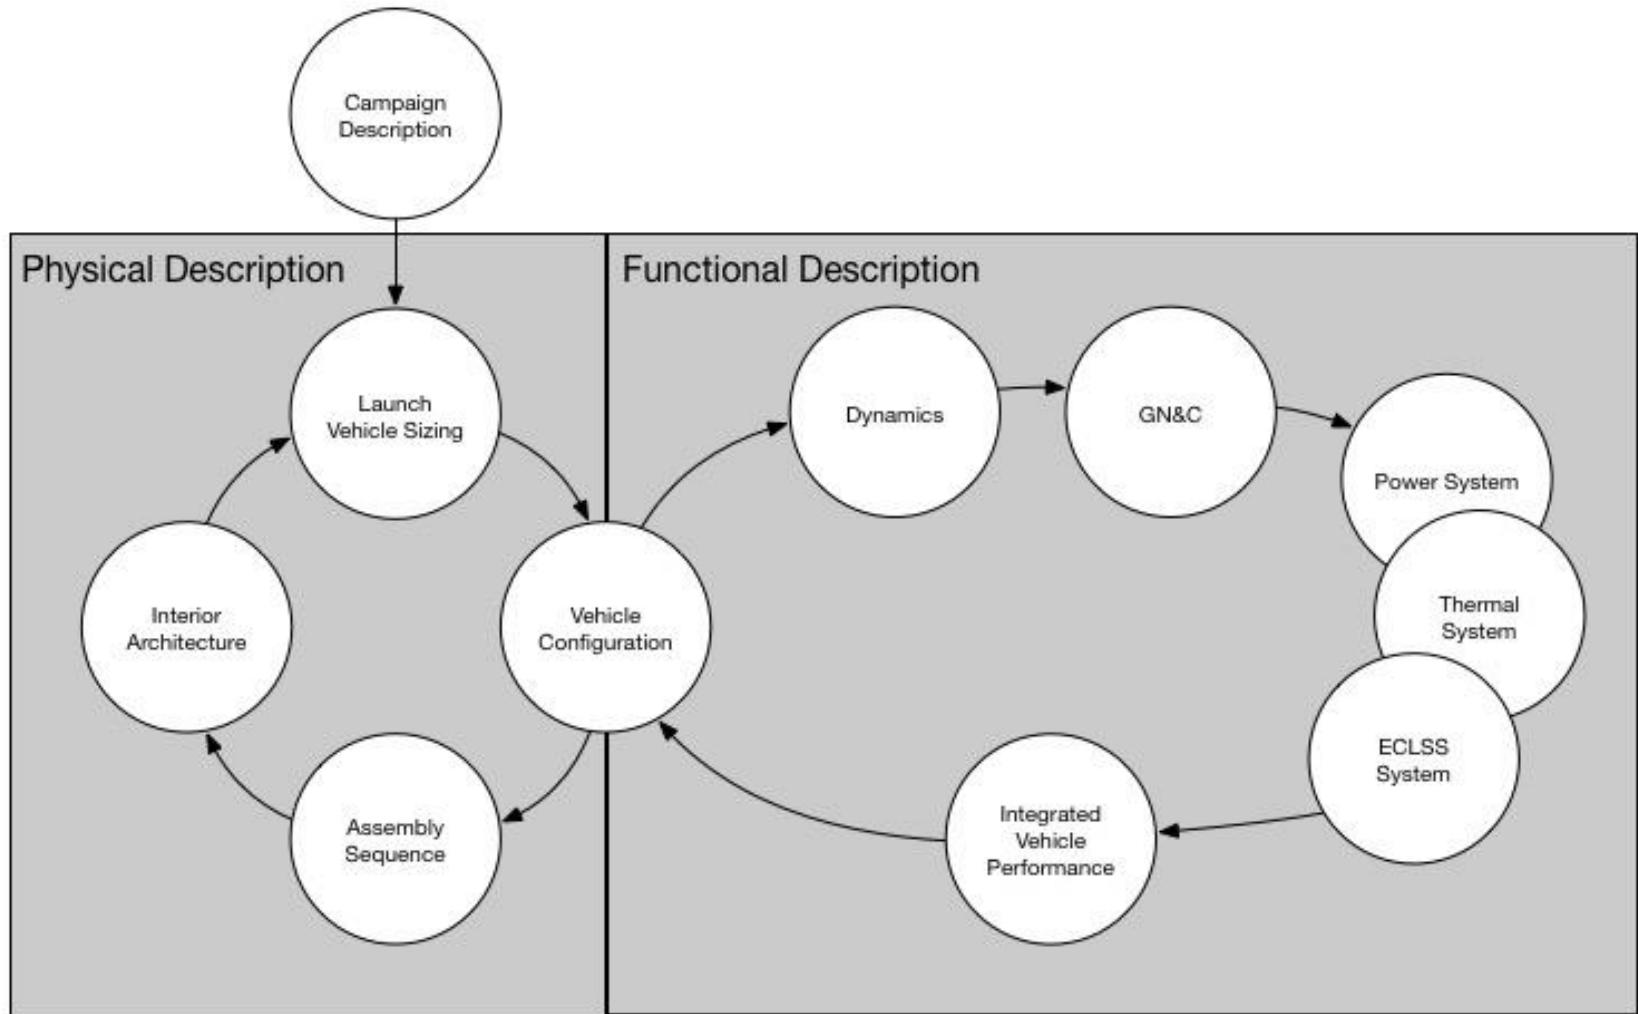 Campaign
Description
Physical Description
Functional Description
Launch
Vehicle Sizing
Dynamics
GN&C
Power System
Interior
Architecture
Vehicle
Configuration
Thermal
System
Assembly
Sequence
Integrated
Vehicle
Performance
ECLSS
System